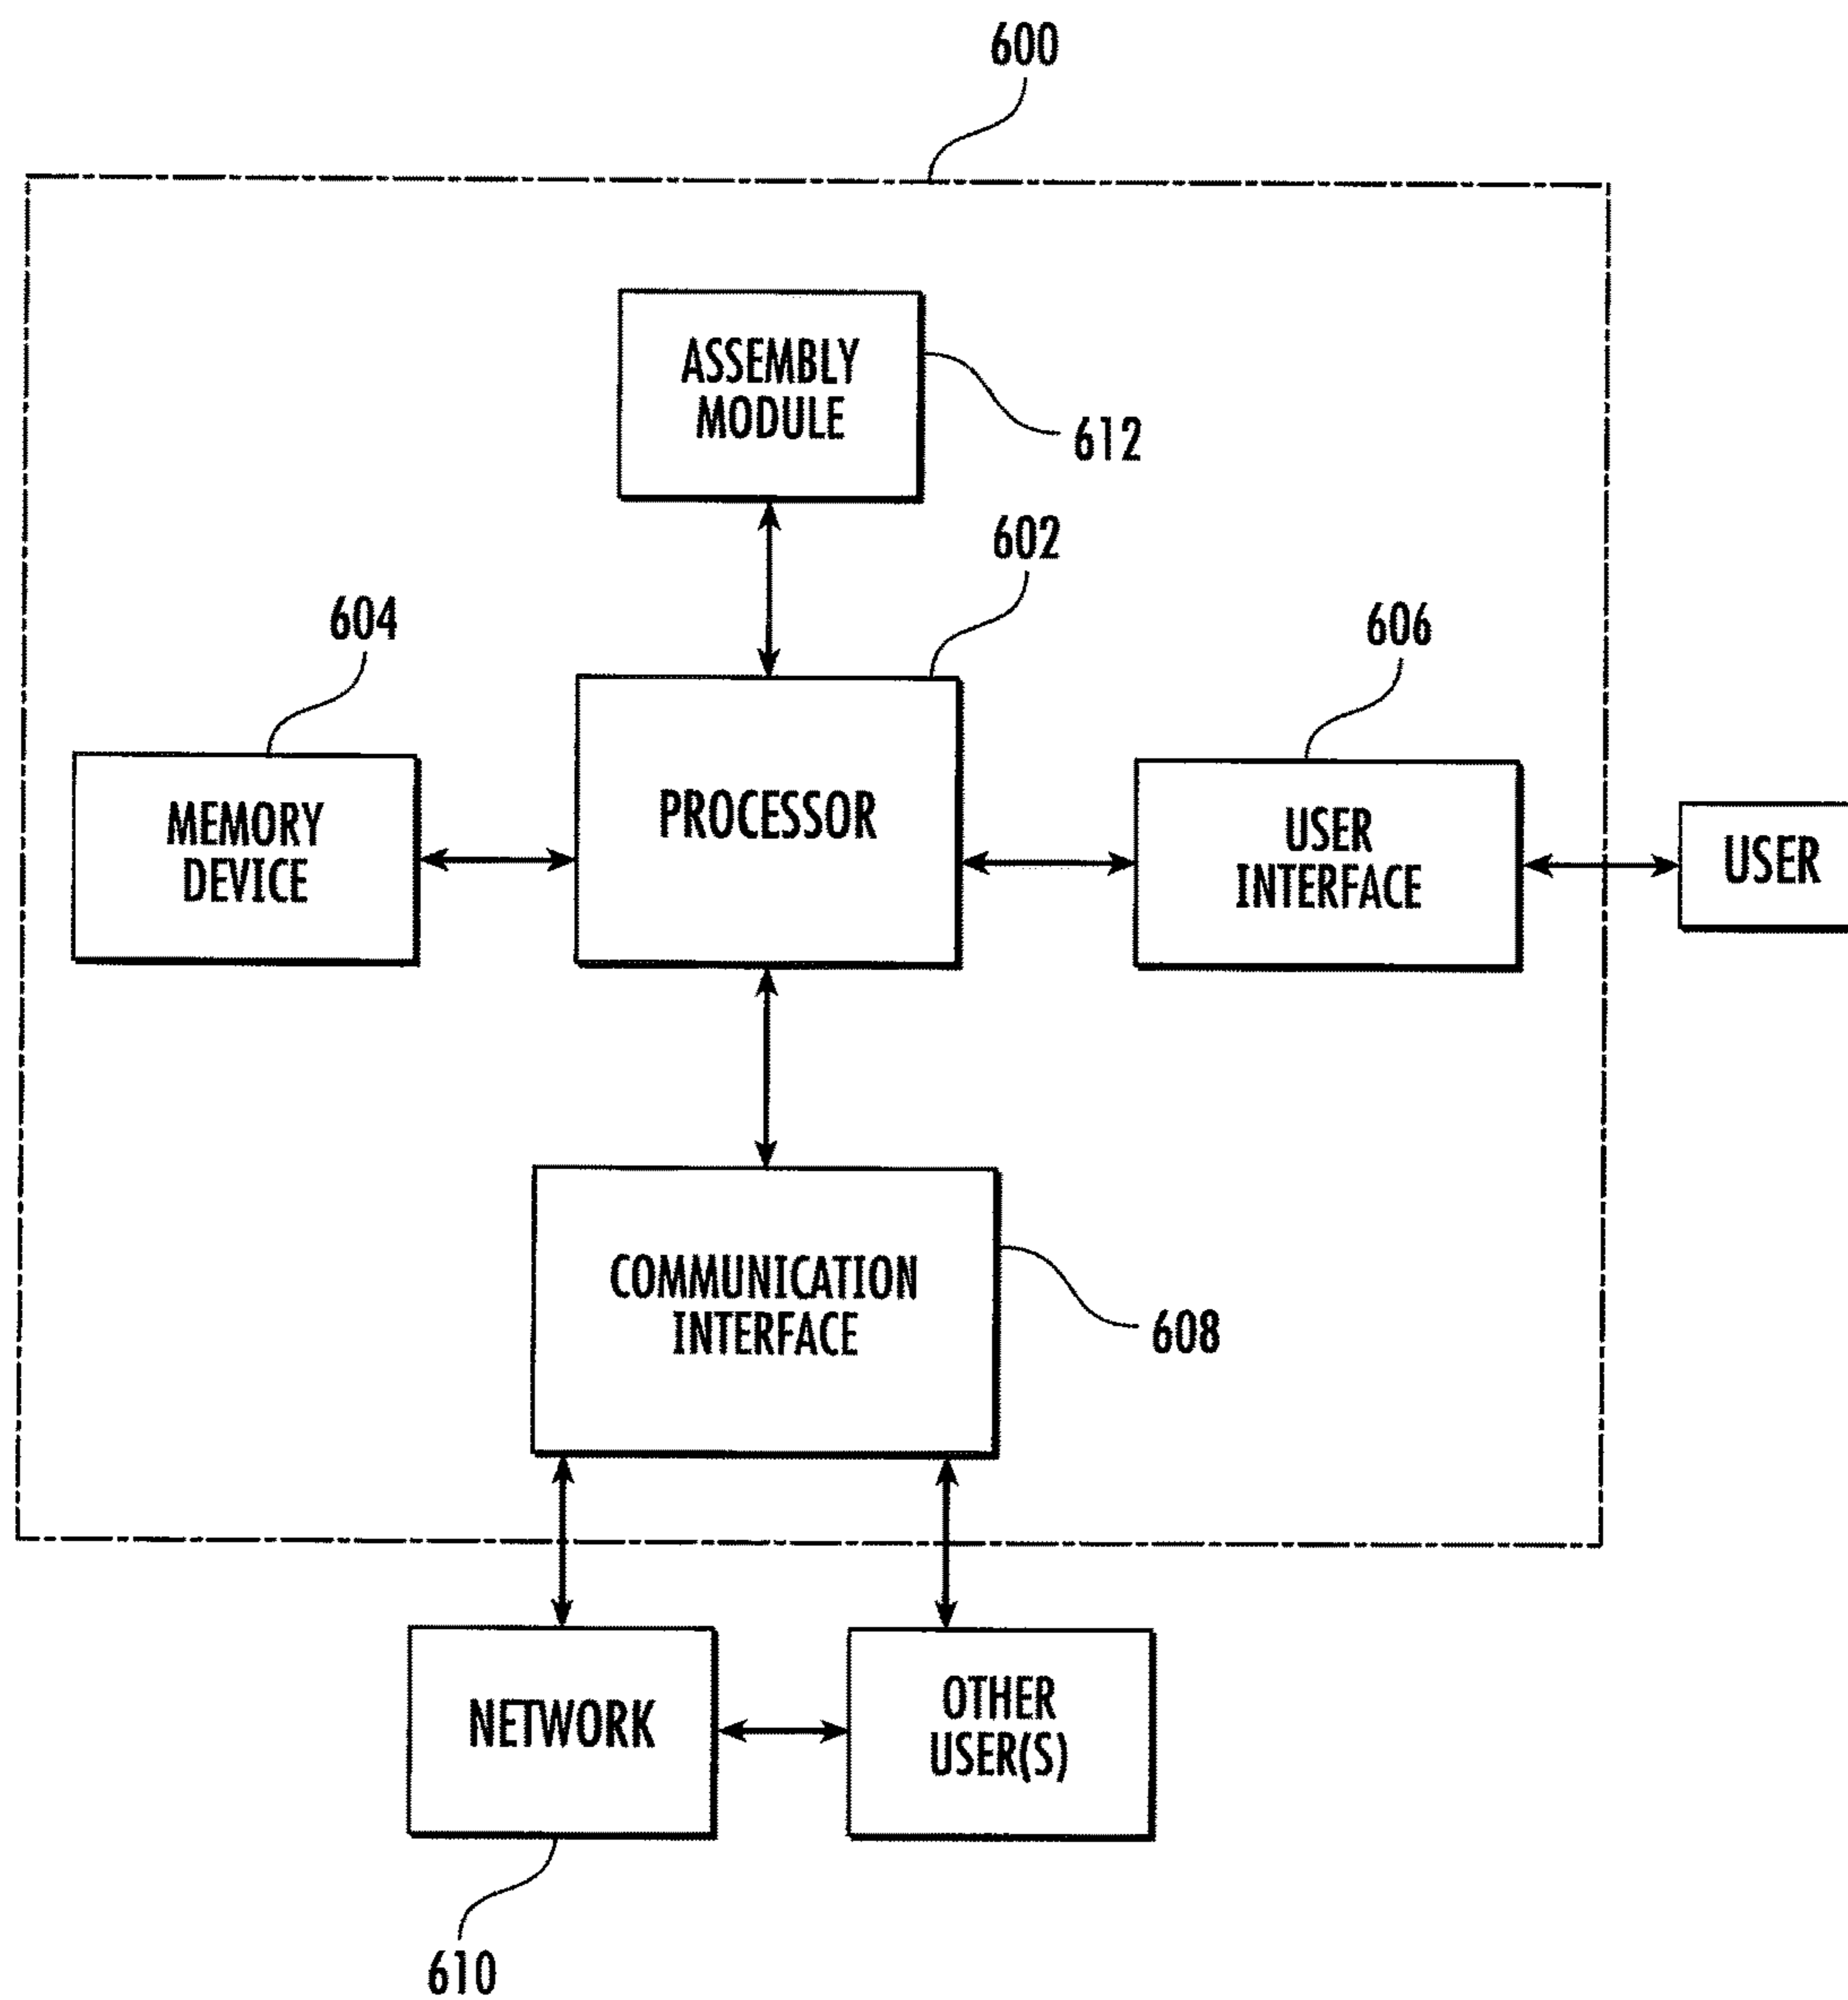 600
ASSEMBLY
MODULE
612
602
604
606
MEMORY
DEVICE
PROCESSOR
USER
INTERFACE
USER
COMMUNICATION
INTERFACE
608
NETWORK
OTHER
USER(S)
610